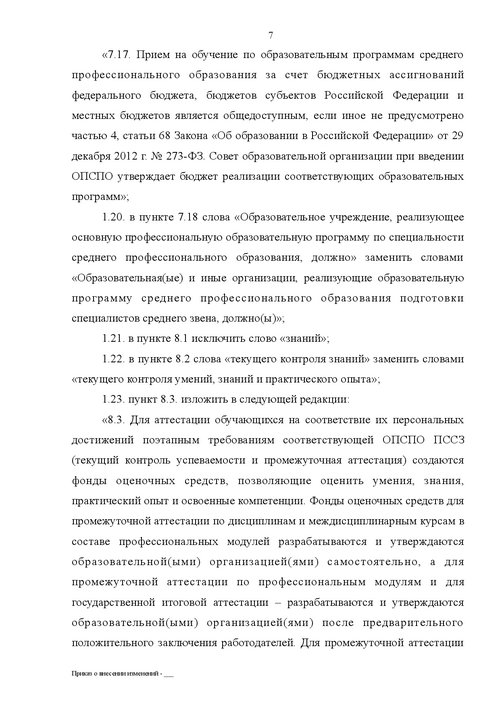 7
«7.17. Прием на обучение по образовательным программам среднего
профессионального образования за счет бюджетных ассигнований
федерального бюджета, бюджетов субъектов Российской Федерации и
местных бюджетов является общедоступным, если иное не предусмотрено
частью 4, статьи 68 Закона «Об образовании в Российской Федерации» от 29
декабря 2012 г. № 273-ФЗ. Совет образовательной организации при введении
ОПСПО утверждает бюджет реализации соответствующих образовательных
программ»;
1.20. в пункте 7.18 слова «Образовательное учреждение, реализующее
основную профессиональную образовательную программу по специальности
среднего профессионального образования, должно» заменить словами
«Образовательная(ые) и иные организации, реализующие образовательную
программу среднего профессионального образования подготовки
специалистов среднего звена, должно(ы)»;
1.21. в пункте 8.1 исключить слово «знаний»;
1.22. в пункте 8.2 слова «текущего контроля знаний» заменить словами
«текущего контроля умений, знаний и практического опыта»;
1.23. пункт 8.3. изложить в следующей редакции:
«8.3. Для аттестации обучающихся на соответствие их персональных
достижений поэтапным требованиям соответствующей ОПСПО ПССЗ
(текущий контроль успеваемости и промежуточная аттестация) создаются
фонды оценочных средств, позволяющие оценить умения, знания,
практический опыт и освоенные компетенции. Фонды оценочных средств для
промежуточной аттестации по дисциплинам и междисциплинарным курсам в
составе профессиональных модулей разрабатываются и утверждаются
образовательной(ыми) организацией(ями) самостоятельно, а для
промежуточной аттестации по профессиональным модулям и для
государственной итоговой аттестации – разрабатываются и утверждаются
образовательной(ыми) организацией(ями) после предварительного
положительного заключения работодателей. Для промежуточной аттестации
Приказ о внесении изменений - ___